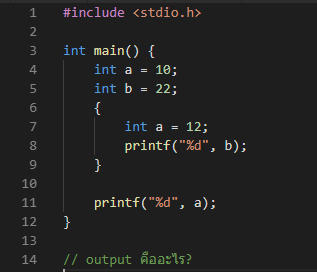 1 #include <stdio.h>
2
3 int main() {
4     int a = 10;
5     int b = 22;
6     {
7         int a = 12;
8         printf("%d", b);
9     }
10
11     printf("%d", a);
12 }
13
14 // output คืออะไร?